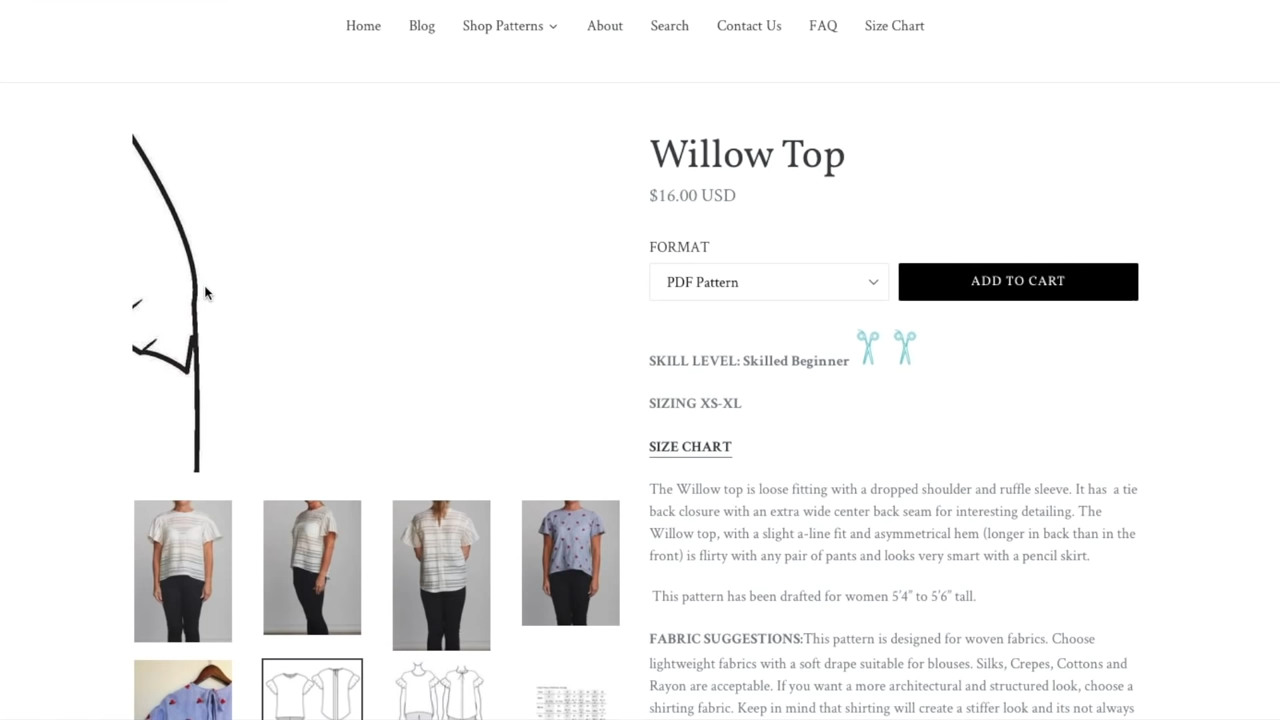 Home Blog Shop Patterns About Search Contact Us FAQ Size Chart
Willow Top
$16.00 USD
FORMAT
PDF Pattern
ADD TO CART
SKILL LEVEL: Skilled Beginner
SIZING XS-XL
SIZE CHART
The Willow top is loose fitting with a dropped shoulder and ruffle sleeve. It has a tie
back closure with an extra wide center back seam for interesting detailing. The
Willow top, with a slight a-line fit and asymmetrical hem (longer in back than in the
front) is flirty with any pair of pants and looks very smart with a pencil skirt.
This pattern has been drafted for women 5'4" to 5'6" tall.
FABRIC SUGGESTIONS:This pattern is designed for woven fabrics. Choose
lightweight fabrics with a soft drape suitable for blouses. Silks, Crepes, Cottons and
Rayon are acceptable. If you want a more architectural and structured look, choose a
shirting fabric. Keep in mind that shirting will create a stiffer look and its not always